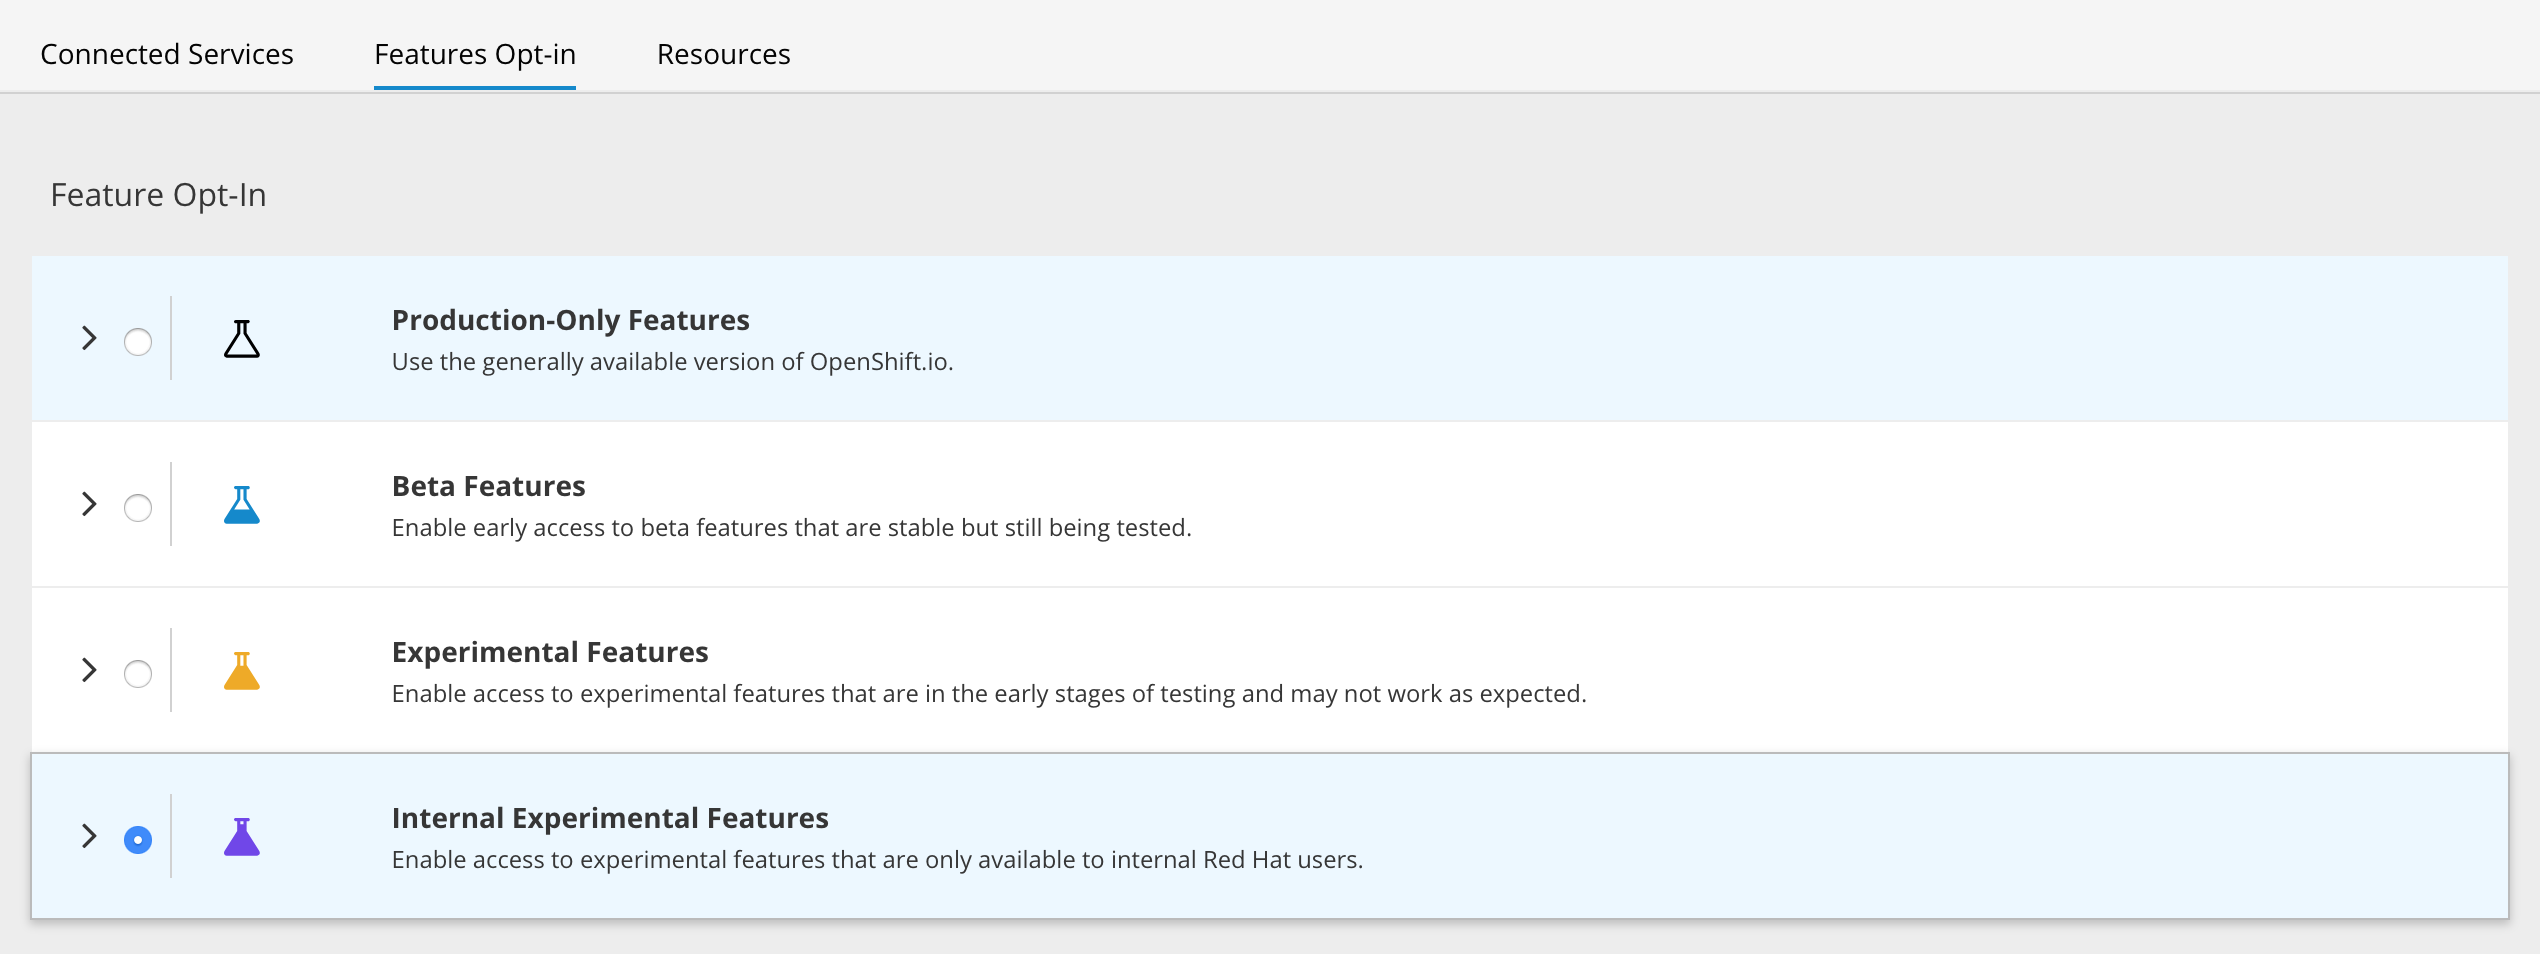 Connected Services
Features Opt-in
Resources
Feature Opt-In
Production-Only Features
Use the generally available version of OpenShift.io.
Beta Features
Enable early access to beta features that are stable but still being tested.
Experimental Features
Enable access to experimental features that are in the early stages of testing and may not work as expected.
Internal Experimental Features
Enable access to experimental features that are only available to internal Red Hat users.